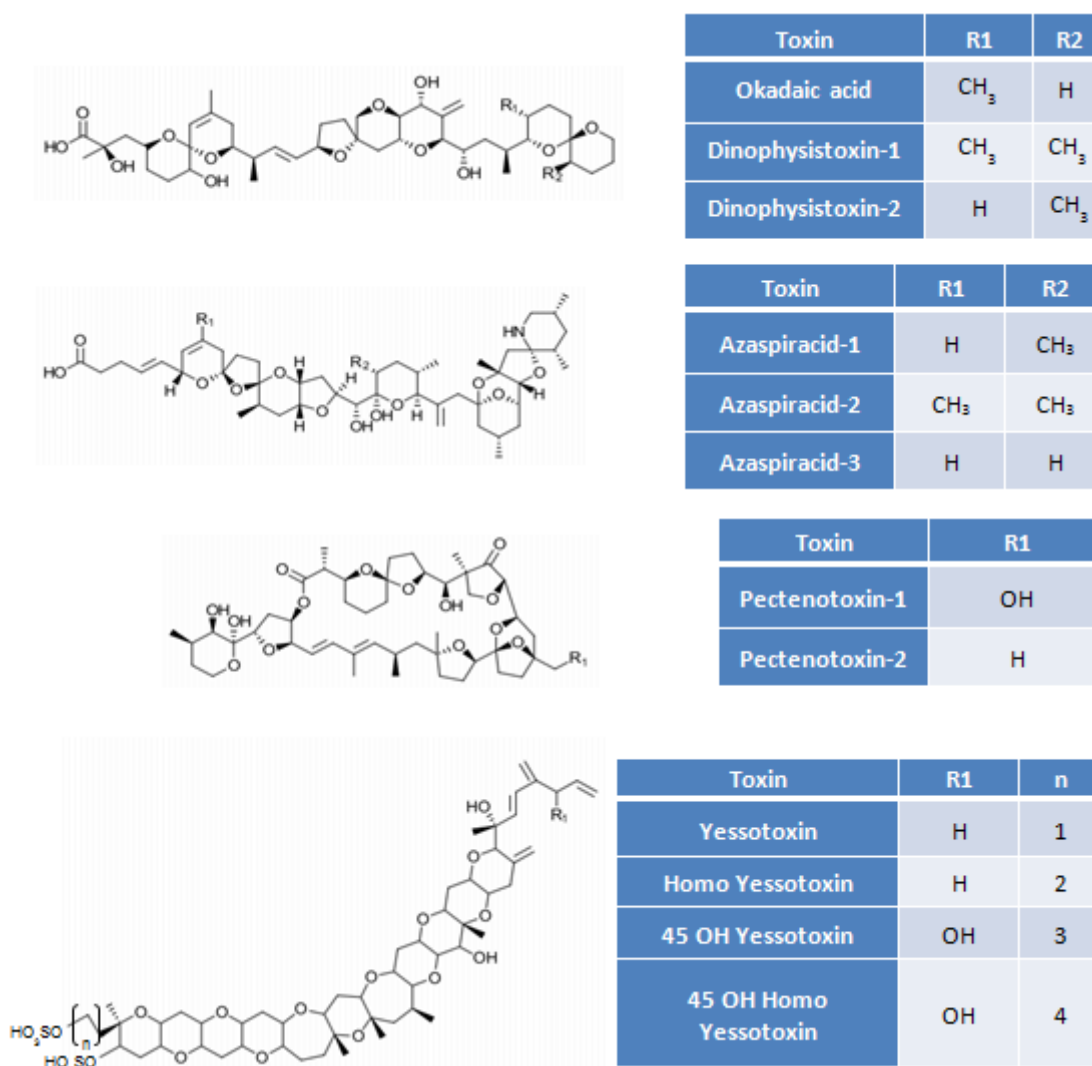 Toxin R1 R2
Okadaic acid CH₃ H
Dinophysistoxin-1 CH₃ CH₃
Dinophysistoxin-2 H CH₃
O
HO
OH
O
O
OH
O
O
O
OH
OH
R₁
O
O
R₂
Toxin R1 R2
Azaspiracid-1 H CH₃
Azaspiracid-2 CH₃ CH₃
Azaspiracid-3 H H
O
HO
R₁
H
O
O
O
H
H
O
H
OH
R₂
OH
O
H
HN
O
O
O
H
Toxin R1
Pectenotoxin-1 OH
Pectenotoxin-2 H
O
O
O
O
OH
O
O
OH
OH
O
O
O
O
O
R₁
Toxin R1 n
Yessotoxin H 1
Homo Yessotoxin H 2
45 OH Yessotoxin OH 3
45 OH Homo
Yessotoxin OH 4
HO
R₁
O
O
O
OH
O
O
O
O
O
O
O
O
HO₃SO
n
HO SO